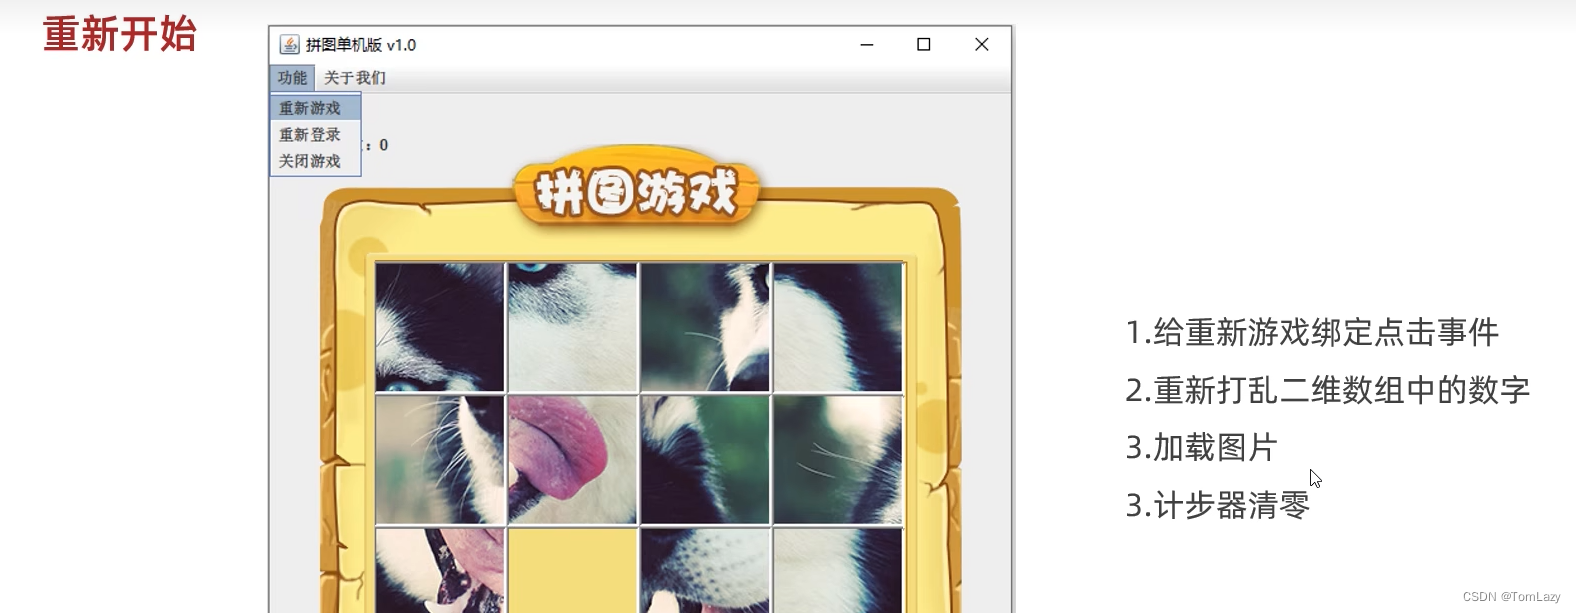 重新开始
拼图单机版 v1.0
功能 关于我们
重新游戏
重新登录
：0
关闭游戏
拼图游戏
1.给重新游戏绑定点击事件
2.重新打乱二维数组中的数字
3.加载图片
3.计步器清零
CSDN @TomLazy